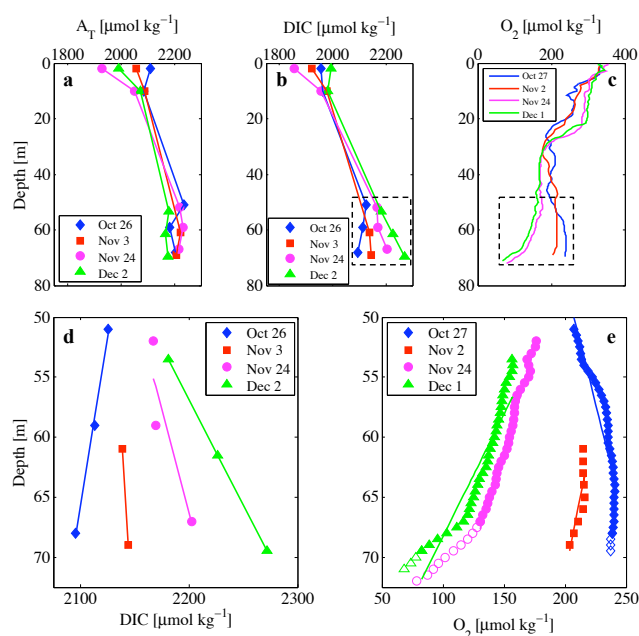 A_T [μmol kg⁻¹]
1800 2000 2200
a
Depth [m]
0
20
40
60
80
Oct 26
Nov 3
Nov 24
Dec 2
DIC [μmol kg⁻¹]
1800 2000 2200
b
0
20
40
60
80
Oct 26
Nov 3
Nov 24
Dec 2
O₂ [μmol kg⁻¹]
0 200 400
c
0
20
40
60
80
Oct 27
Nov 2
Nov 24
Dec 1
d
Depth [m]
50
55
60
65
70
Oct 26
Nov 3
Nov 24
Dec 2
2100 2200 2300
DIC [μmol kg⁻¹]
e
Depth [m]
50
55
60
65
70
Oct 27
Nov 2
Nov 24
Dec 1
50 100 150 200 250
O₂ [μmol kg⁻¹]